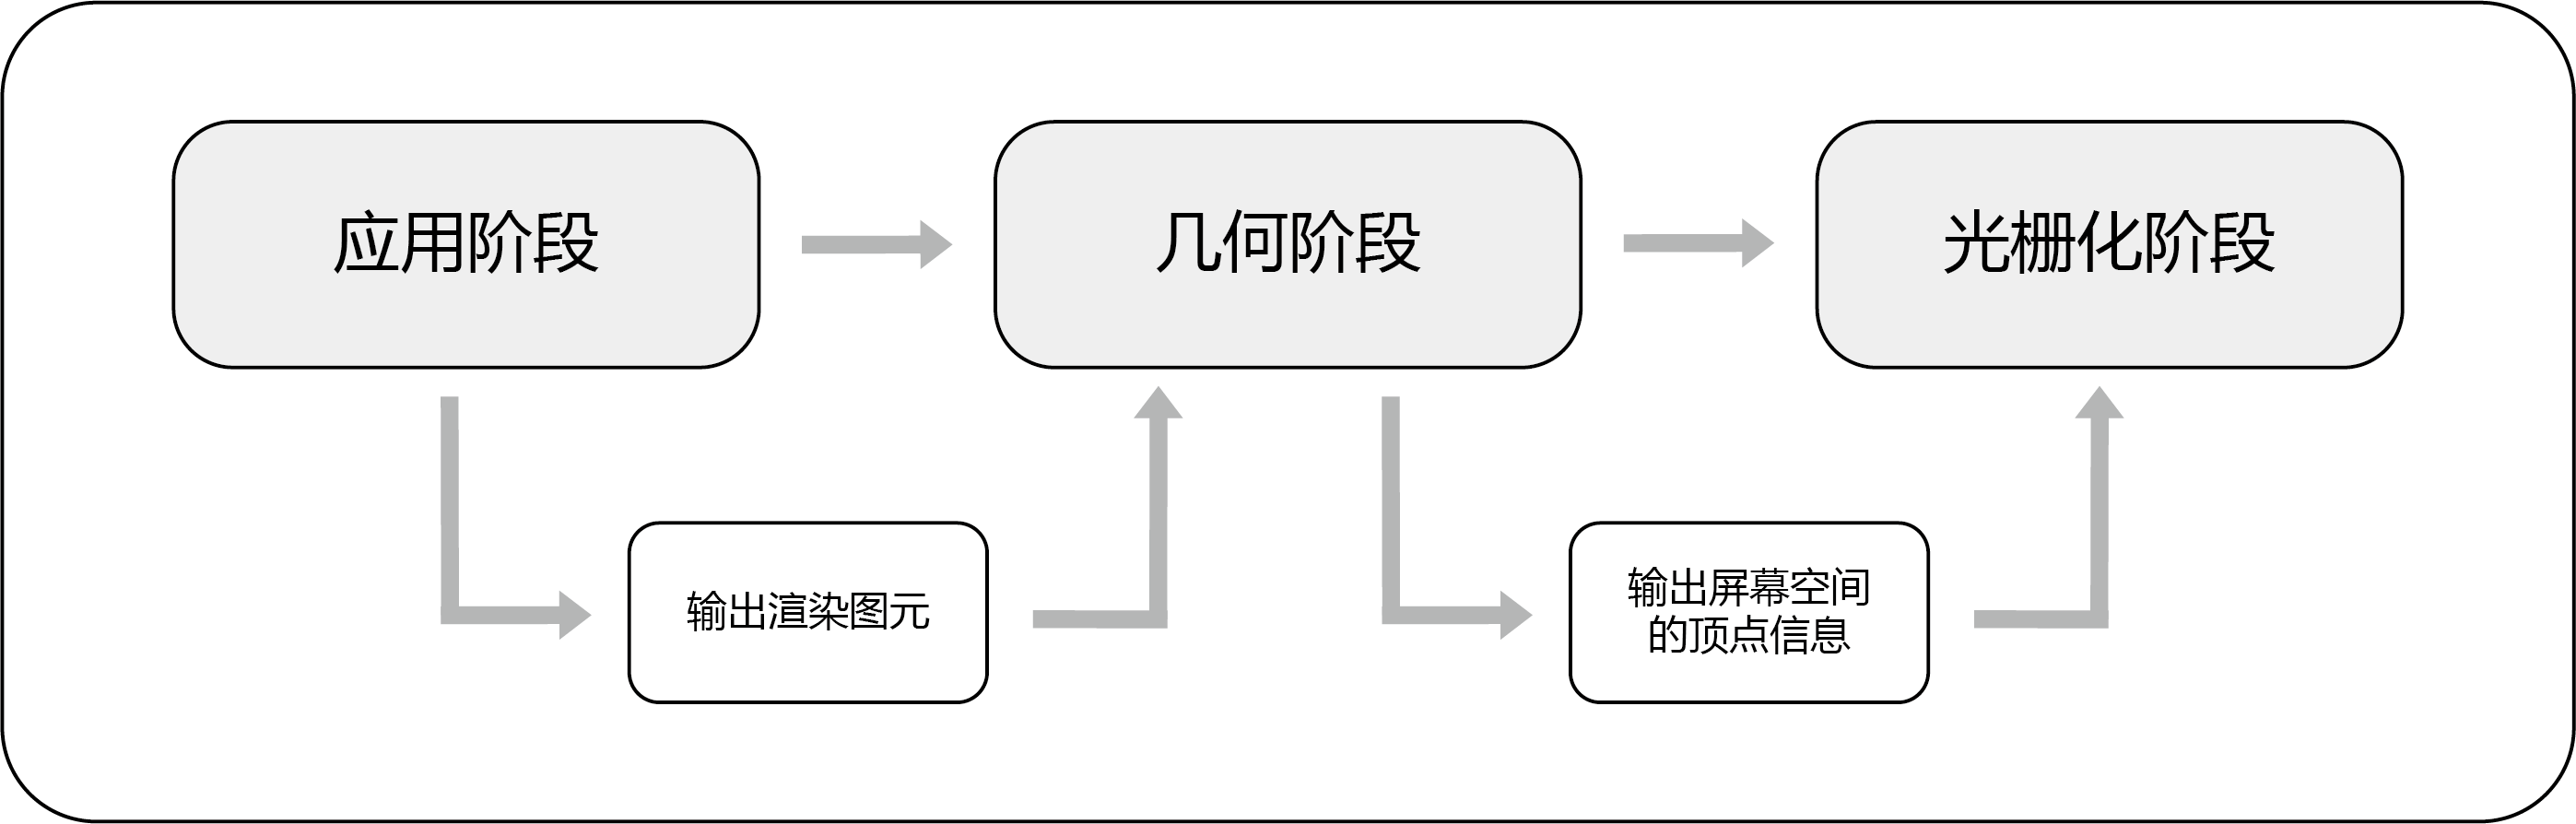 应用阶段
几何阶段
光栅化阶段
输出渲染图元
输出屏幕空间
的顶点信息